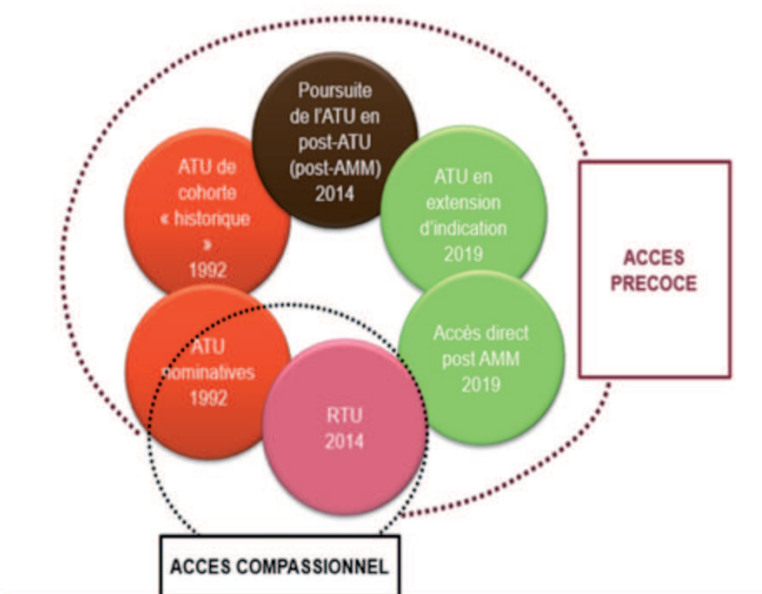 Poursuite
de l'ATU en
post-ATU
(post-AMM)
2014
ATU de
cohorte
« historique
»
1992
ATU en
extension
d'indication
2019
ACCES
PRECOCE
ATU
nominatives
1992
Accès direct
post AMM
2019
RTU
2014
ACCES COMPASSIONNEL